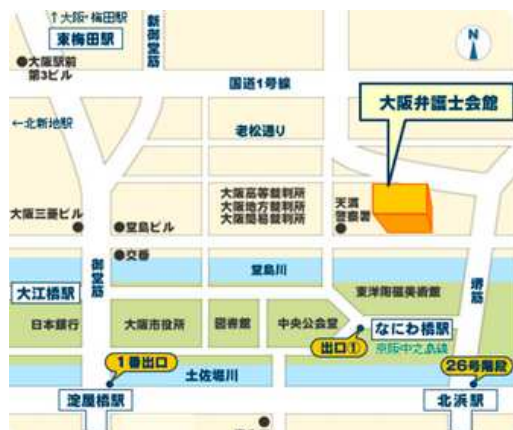 ↑大阪・梅田駅
東梅田駅
新御堂筋
N
●大阪駅前
第3ビル
国道1号線
大阪弁護士会館
←北新地駅
老松通り
大阪高等裁判所
大阪地方裁判所
大阪簡易裁判所
天満
警察署
大阪三菱ビル
●堂島ビル
●交番
御堂筋
堂島川
堺筋
大江橋駅
東洋陶磁美術館
日本銀行
大阪市役所
図書館
中央公会堂
なにわ橋駅
出口①
京阪中之島線
1番出口
土佐堀川
26号階段
淀屋橋駅
北浜駅